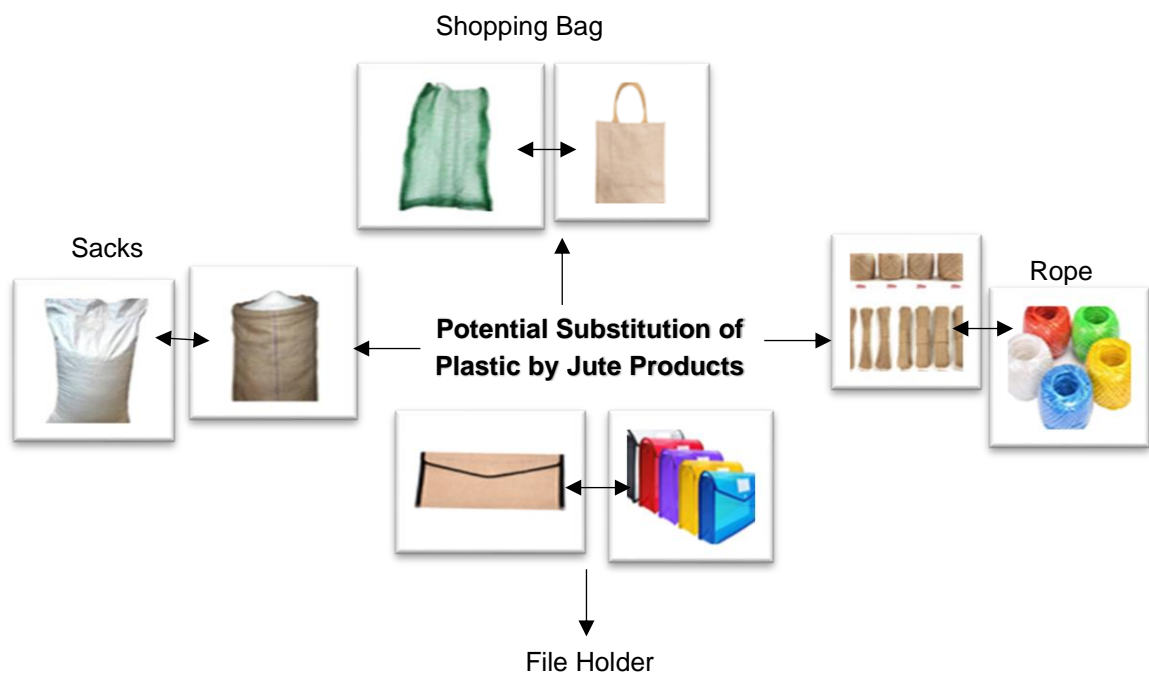 Shopping Bag
Sacks
Rope
Potential Substitution of
Plastic by Jute Products
File Holder